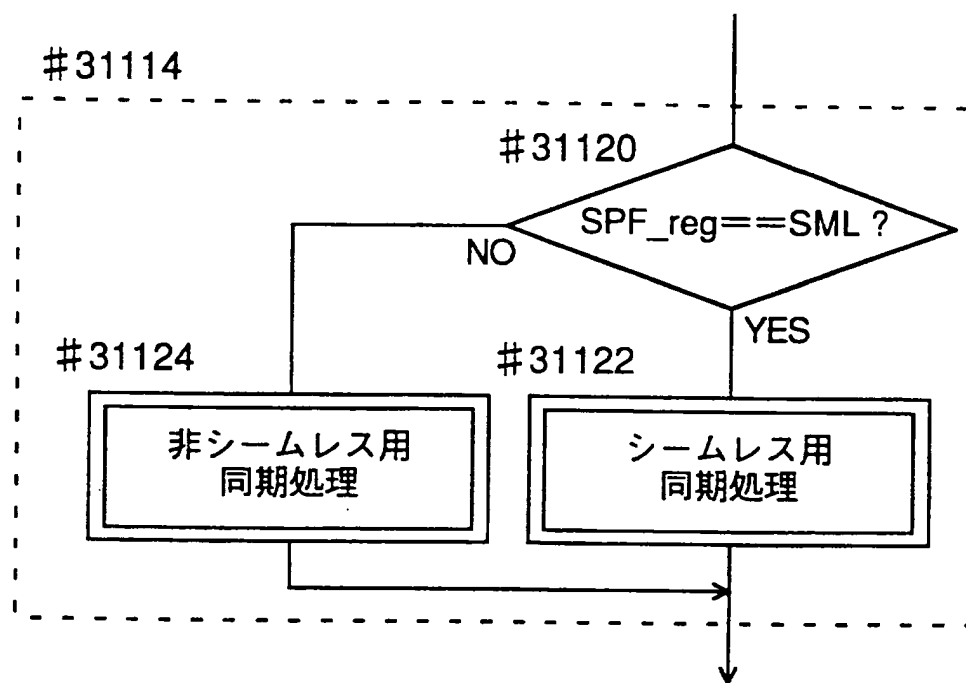 #31114
#31120
SPF_reg==SML ?
NO
YES
#31124
#31122
非シームレス用
同期処理
シームレス用
同期処理